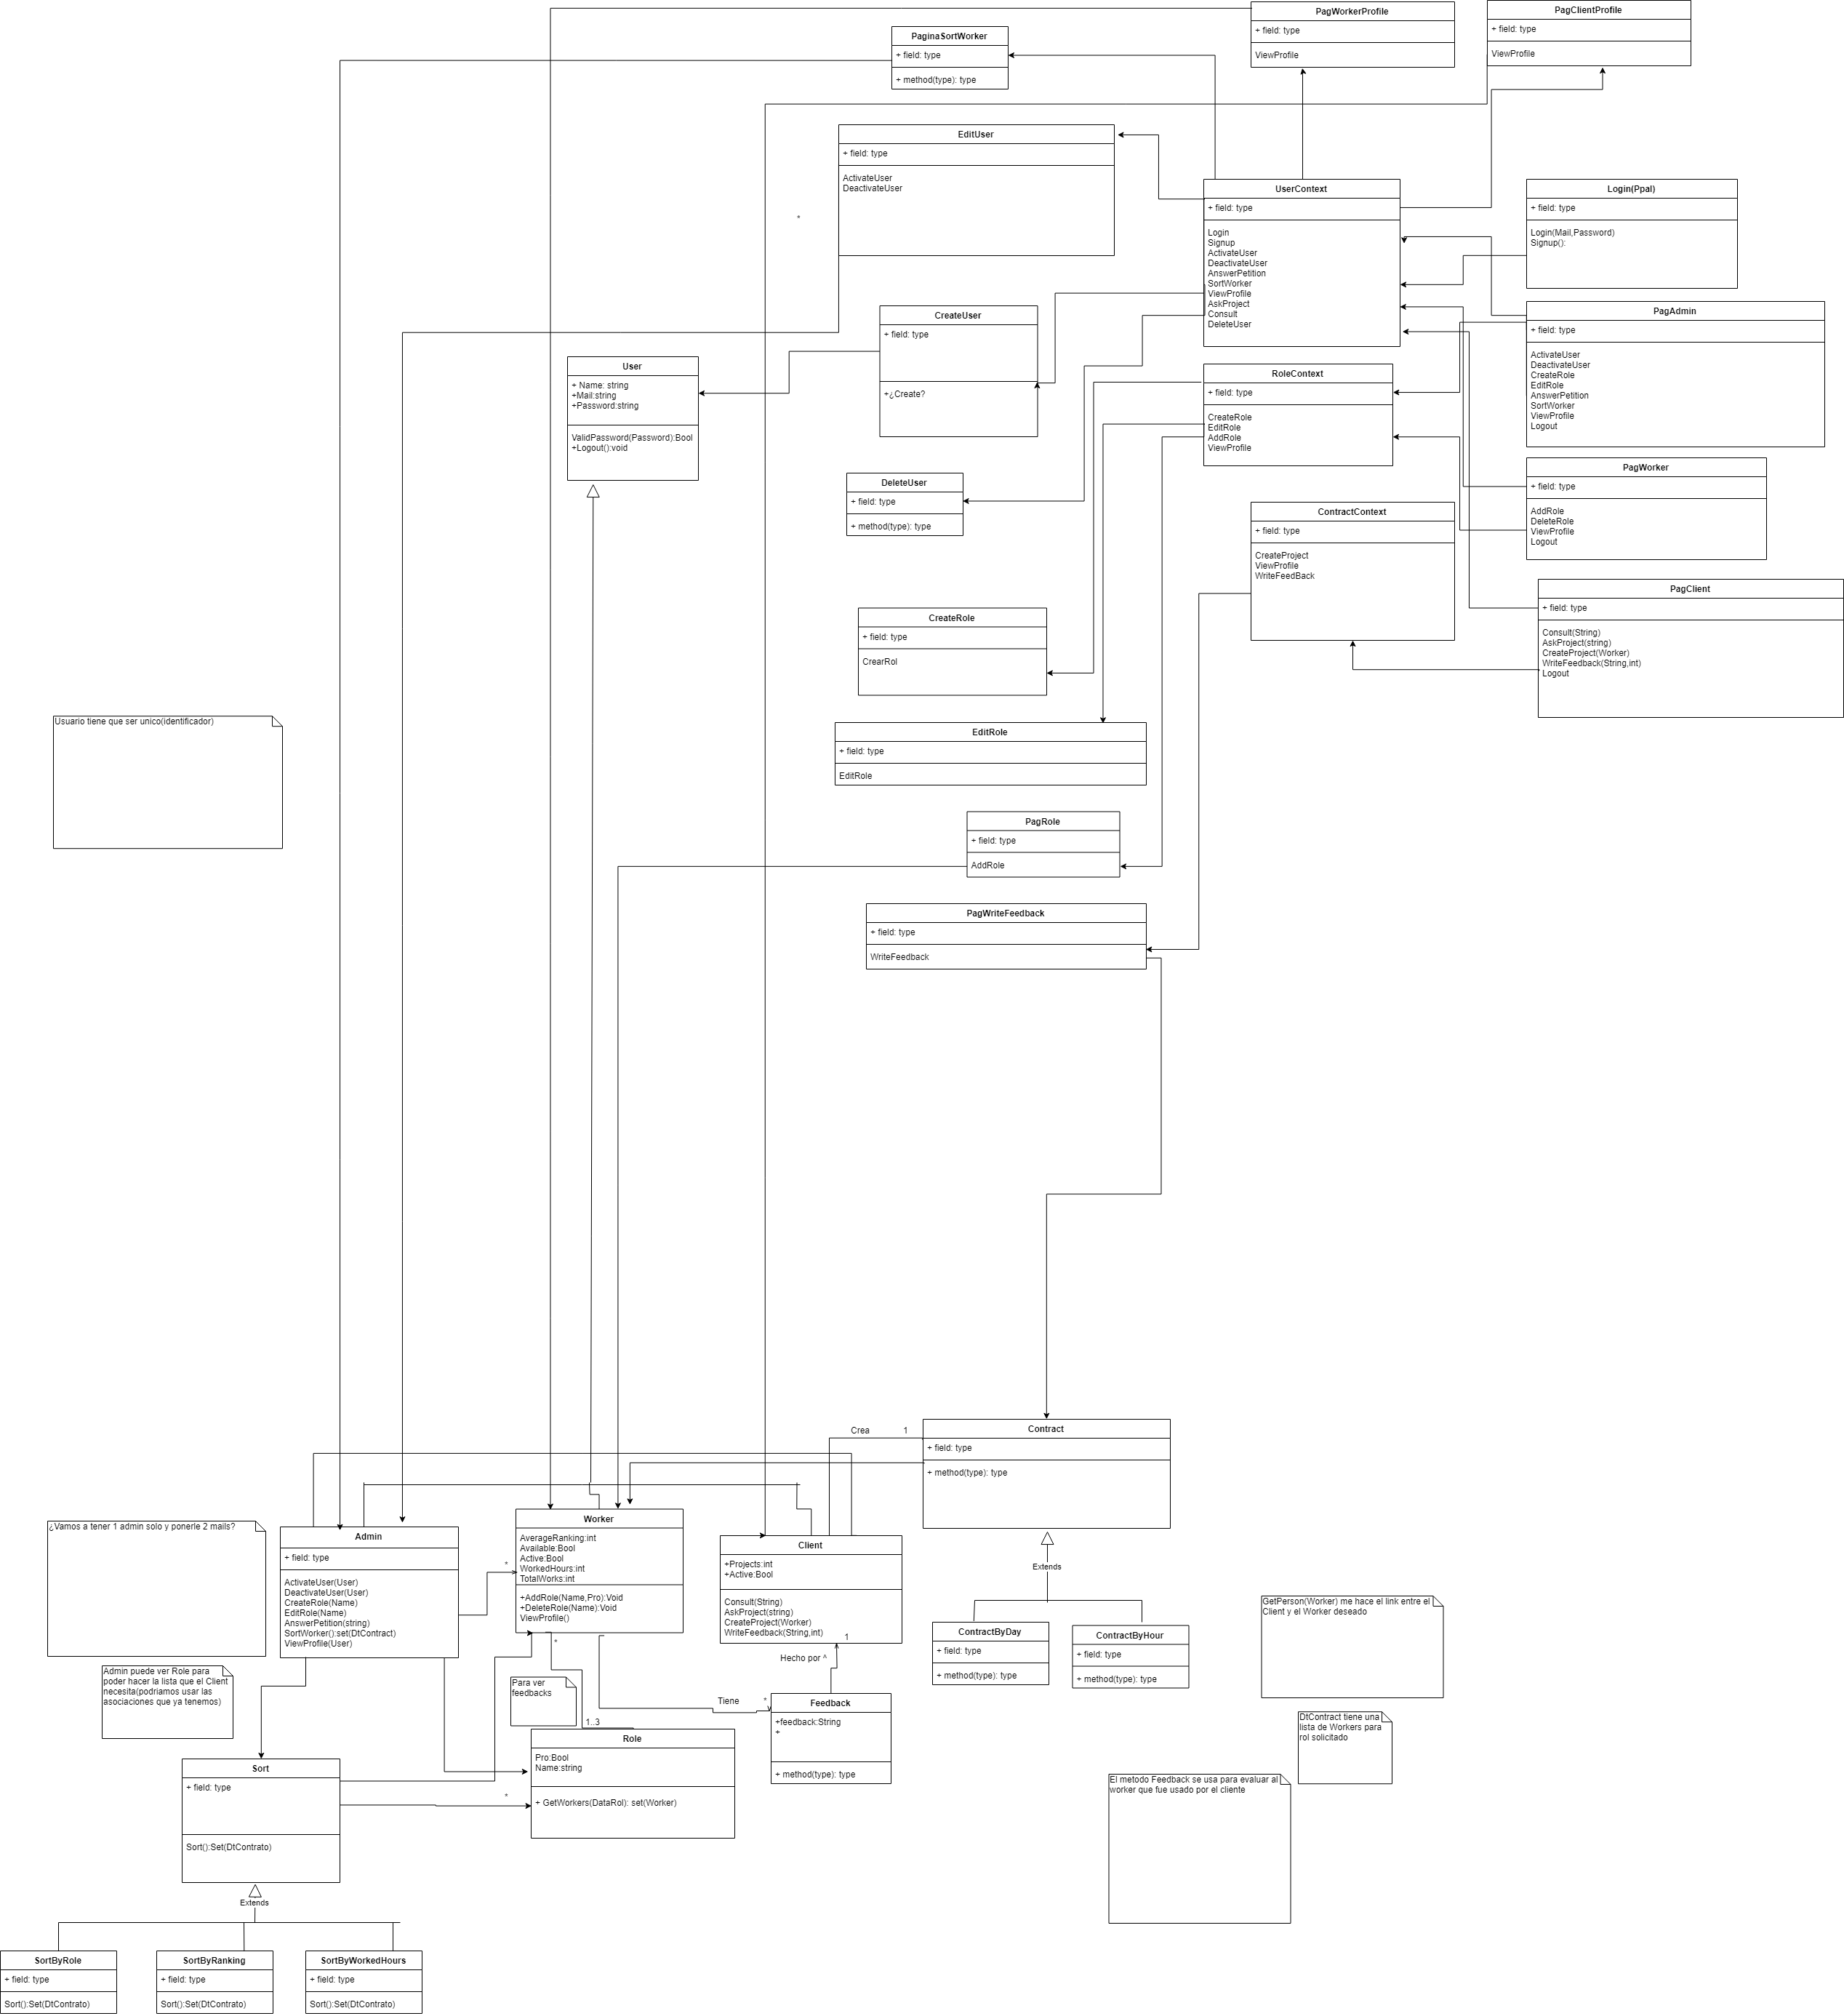 PagWorkerProfile
+ field: type
ViewProfile
PagClientProfile
+ field: type
ViewProfile
PaginaSortWorker
+ field: type
+ method(type): type
EditUser
+ field: type
ActivateUser
DeactivateUser
*
UserContext
+ field: type
Login
Signup
ActivateUser
DeactivateUser
AnswerPetition
SortWorker
ViewProfile
AskProject
Consult
DeleteUser
Login(Ppal)
+ field: type
Login(Mail,Password)
Signup():
PagAdmin
+ field: type
ActivateUser
DeactivateUser
CreateRole
EditRole
AnswerPetition
SortWorker
ViewProfile
Logout
CreateUser
+ field: type
+¿Create?
User
+ Name: string
+Mail:string
+Password:string
ValidPassword(Password):Bool
+Logout():void
RoleContext
+ field: type
CreateRole
EditRole
AddRole
ViewProfile
PagWorker
+ field: type
AddRole
DeleteRole
ViewProfile
Logout
DeleteUser
+ field: type
+ method(type): type
ContractContext
+ field: type
CreateProject
ViewProfile
WriteFeedBack
PagClient
+ field: type
Consult(String)
AskProject(string)
CreateProject(Worker)
WriteFeedback(String,int)
Logout
CreateRole
+ field: type
CrearRol
Usuario tiene que ser unico(identificador)
EditRole
+ field: type
EditRole
PagRole
+ field: type
AddRole
PagWriteFeedback
+ field: type
WriteFeedback
Crea
1
Contract
+ field: type
+ method(type): type
Extends
¿Vamos a tener 1 admin solo y ponerle 2 mails?
Admin
+ field: type
ActivateUser(User)
DeactivateUser(User)
CreateRole(Name)
EditRole(Name)
AnswerPetition(string)
SortWorker():set(DtContract)
ViewProfile(User)
*
Worker
AverageRanking:int
Available:Bool
Active:Bool
WorkedHours:int
TotalWorks:int
+AddRole(Name,Pro):Void
+DeleteRole(Name):Void
ViewProfile()
*
Client
+Projects:int
+Active:Bool
Consult(String)
AskProject(string)
CreateProject(Worker)
WriteFeedback(String,int)
1
Hecho por ^
ContractByDay
+ field: type
+ method(type): type
ContractByHour
+ field: type
+ method(type): type
GetPerson(Worker) me hace el link entre el
Client y el Worker deseado
Admin puede ver Role para
poder hacer la lista que el Client
necesita(podriamos usar las
asociaciones que ya tenemos)
Para ver
feedbacks
Tiene
*
v
1..3
Feedback
+feedback:String
+
+ method(type): type
DtContract tiene una
lista de Workers para
rol solicitado
Role
Pro:Bool
Name:string
+ GetWorkers(DataRol): set(Worker)
*
Sort
+ field: type
Sort():Set(DtContrato)
Extends
El metodo Feedback se usa para evaluar al
worker que fue usado por el cliente
SortByRole
+ field: type
Sort():Set(DtContrato)
SortByRanking
+ field: type
Sort():Set(DtContrato)
SortByWorkedHours
+ field: type
Sort():Set(DtContrato)